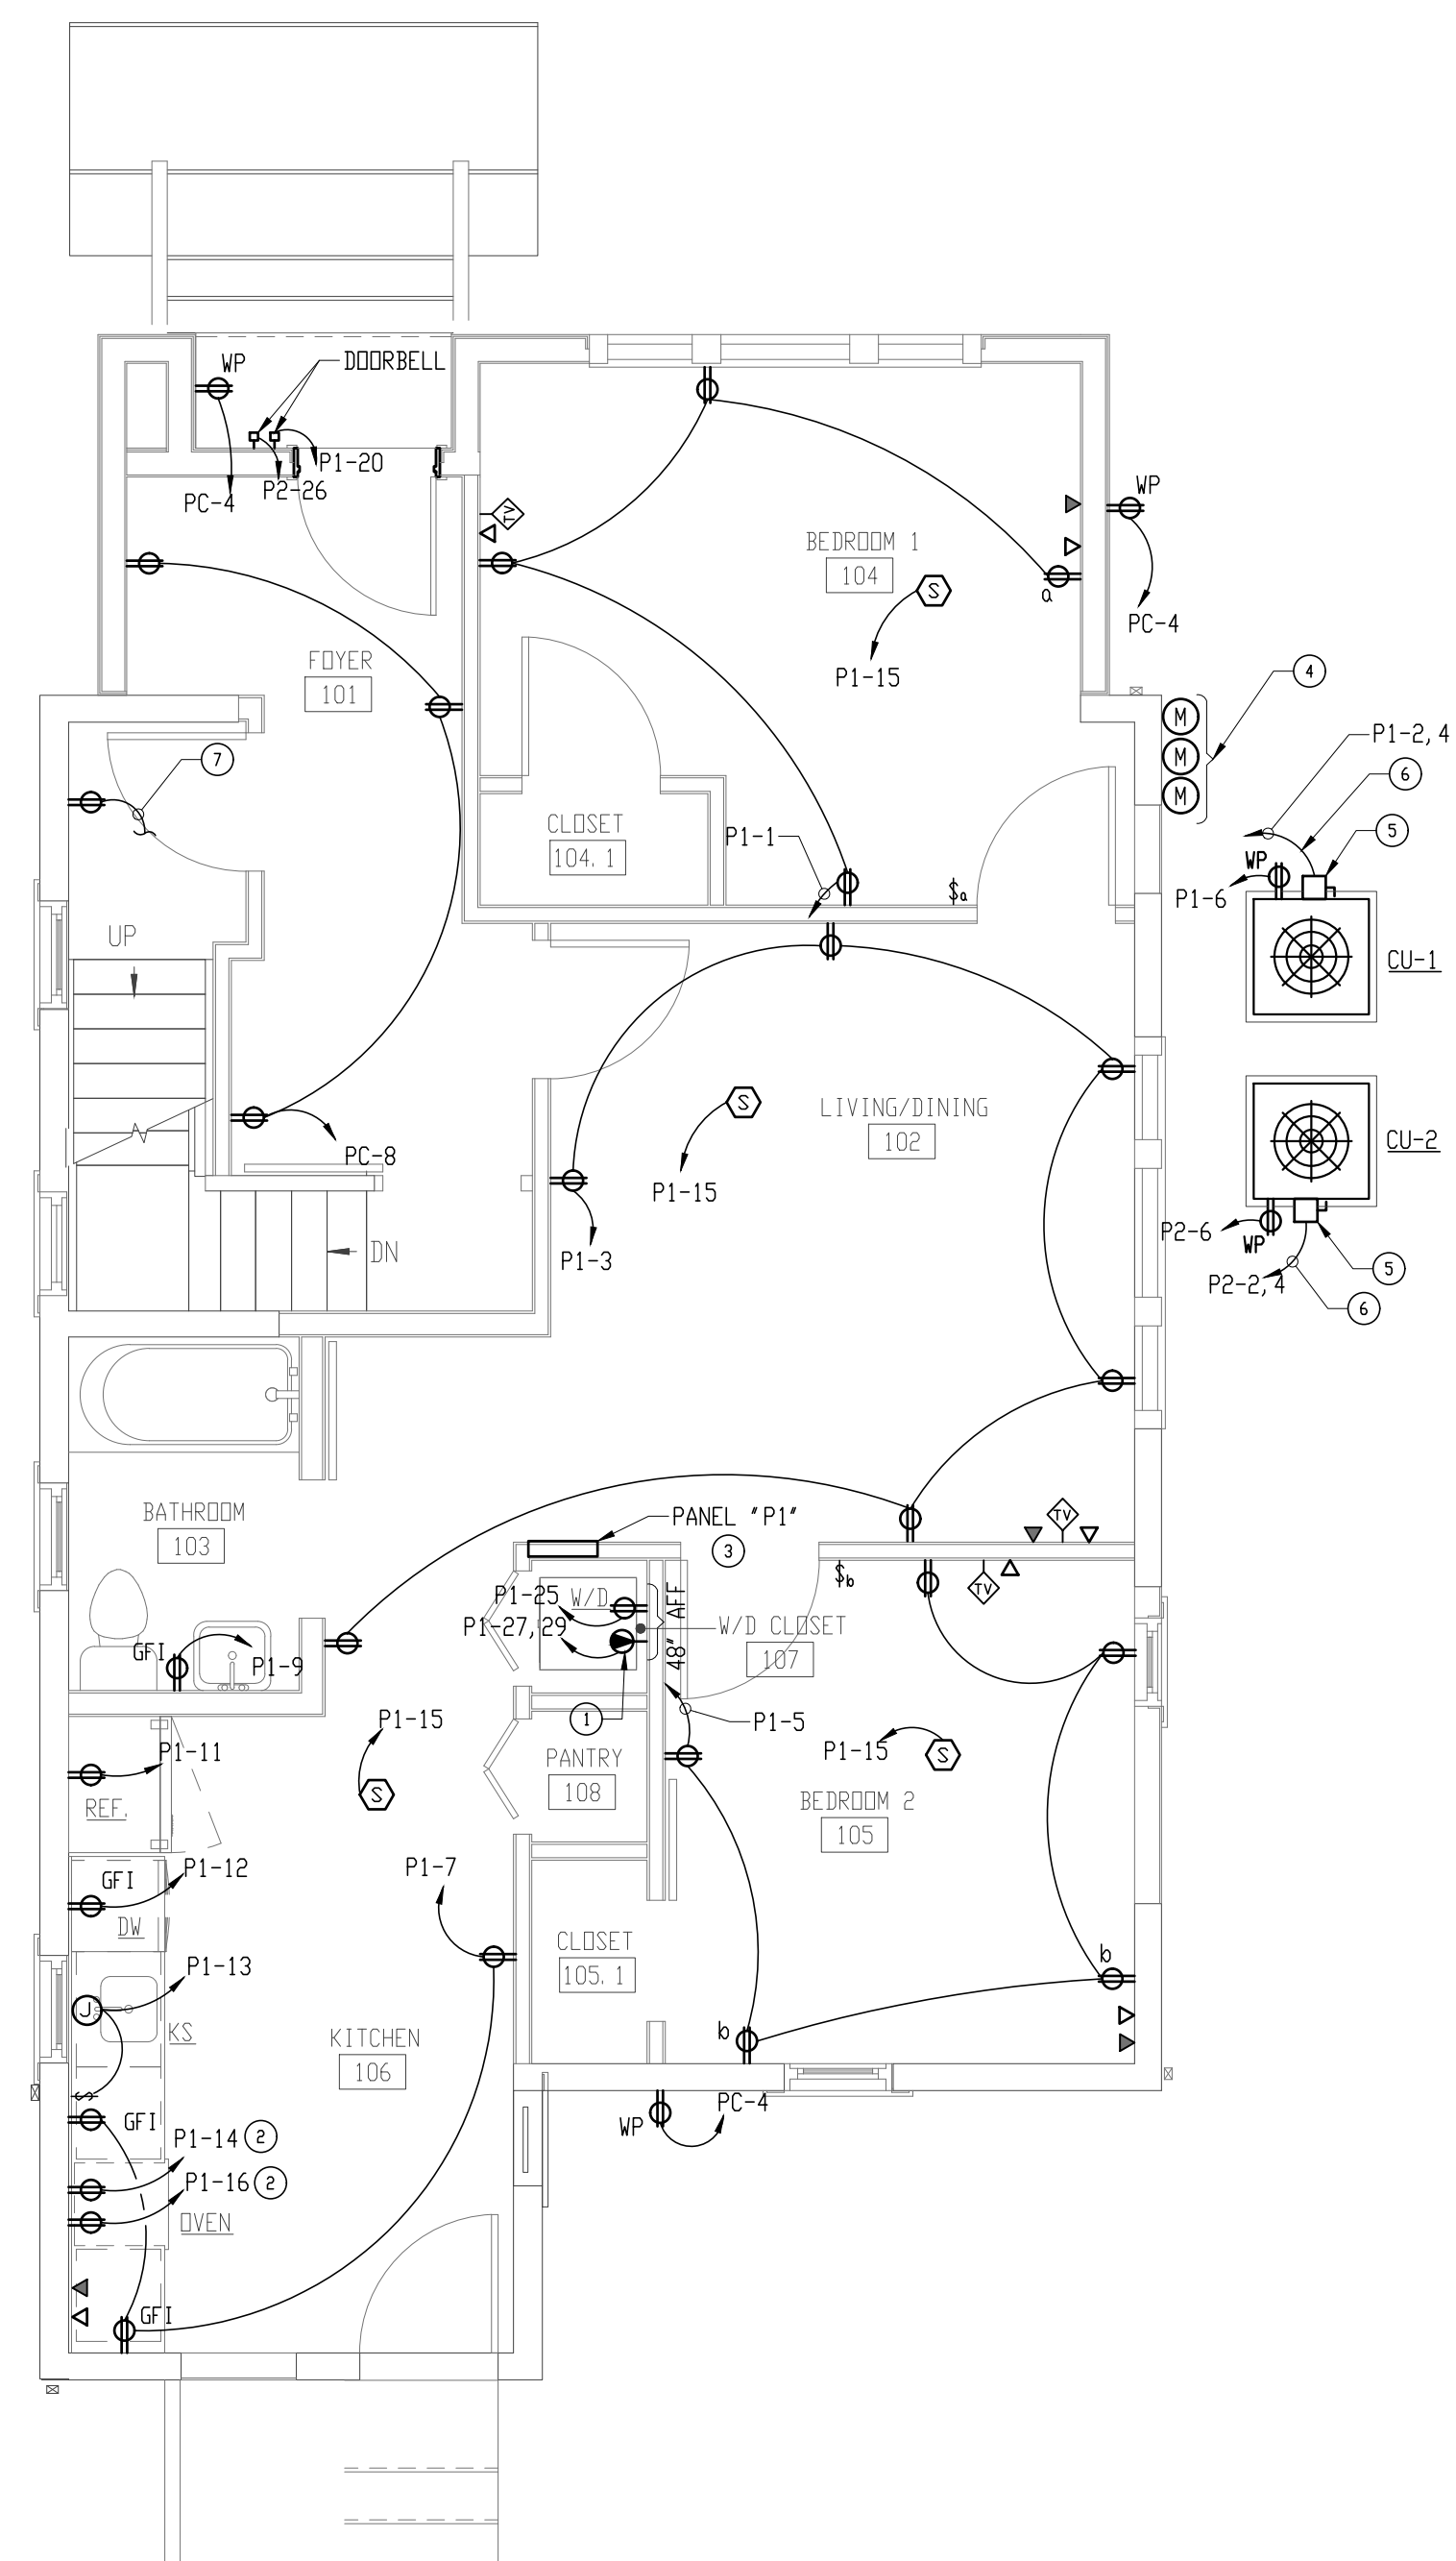 WP
DOORBELL
P1-20
P2-26
PC-4
WP
TV
BEDROOM 1
104
S
a
PC-4
P1-15
FOYER
101
4
M
M
M
P1-2, 4
7
6
5
CLOSET
104. 1
P1-1
$a
WP
P1-6
UP
CU-1
S
LIVING/DINING
102
CU-2
PC-8
P1-15
P2-6
WP
DN
P1-3
5
P2-2, 4
6
BATHROOM
103
PANEL "P1"
3
TV
$b
TV
P1-25
W/D
48" AFF
P1-27, 29
W/D CLOSET
107
GFI
P1-9
1
P1-15
P1-5
P1-11
PANTRY
108
P1-15
S
S
REF.
BEDROOM 2
105
P1-12
P1-7
GFI
DW
CLOSET
105. 1
b
P1-13
J
KS
KITCHEN
106
b
$
GFI
PC-4
WP
P1-14
2
P1-16
2
OVEN
GFI